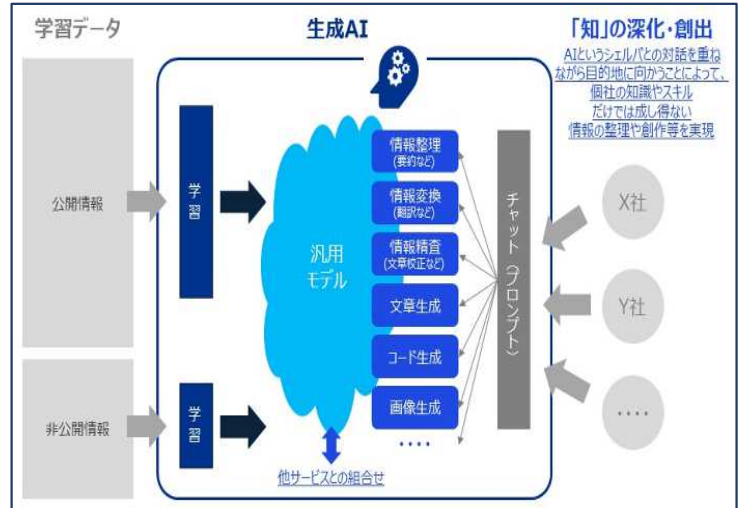 学習データ
生成AI
「知」の深化・創出
AIというシェルパとの対話を重ね
ながら目的地に向かうことによって、
個社の知識やスキル
だけでは成し得ない
情報の整理や創作等を実現
公開情報
学習
汎用
モデル
情報整理
(要約など)
情報変換
(翻訳など)
情報精査
(文章校正など)
文章生成
コード生成
画像生成
・・・・
チャット(プロンプト)
X社
Y社
・・・・
非公開情報
学習
他サービスとの組合せ